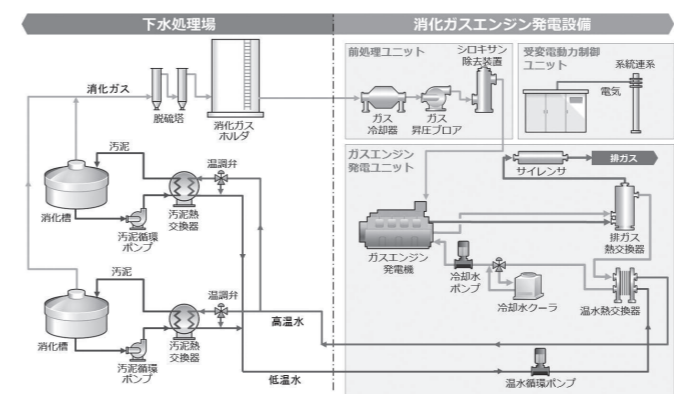 下水処理場
消化ガスエンジン発電設備
前処理ユニット
シロキサン
除去装置
受変電動力制御
ユニット
系統連系
電気
消化ガス
脱硫塔
消化ガス
ホルダ
ガス
冷却器
ガス
昇圧ブロア
汚泥
温調弁
消化槽
汚泥循環
ポンプ
汚泥熱
交換器
ガスエンジン
発電ユニット
サイレンサ
排ガス
ガスエンジン
発電機
排ガス
熱交換器
冷却水
ポンプ
冷却水クーラ
温水熱交換器
汚泥
温調弁
高温水
消化槽
汚泥循環
ポンプ
汚泥熱
交換器
低温水
温水循環ポンプ